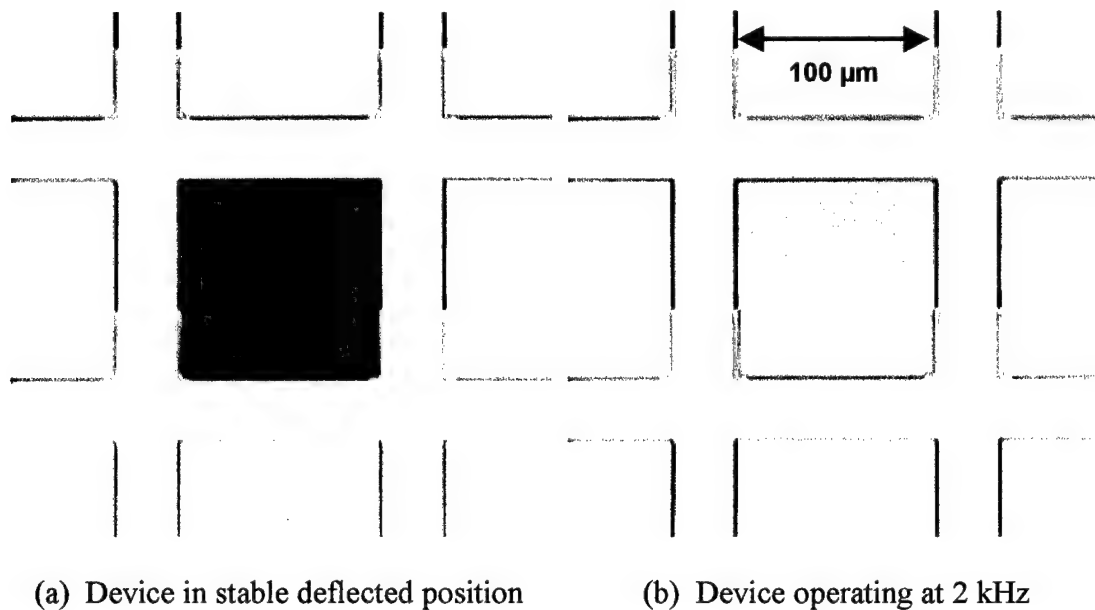 100 µm
(a) Device in stable deflected position
(b) Device operating at 2 kHz